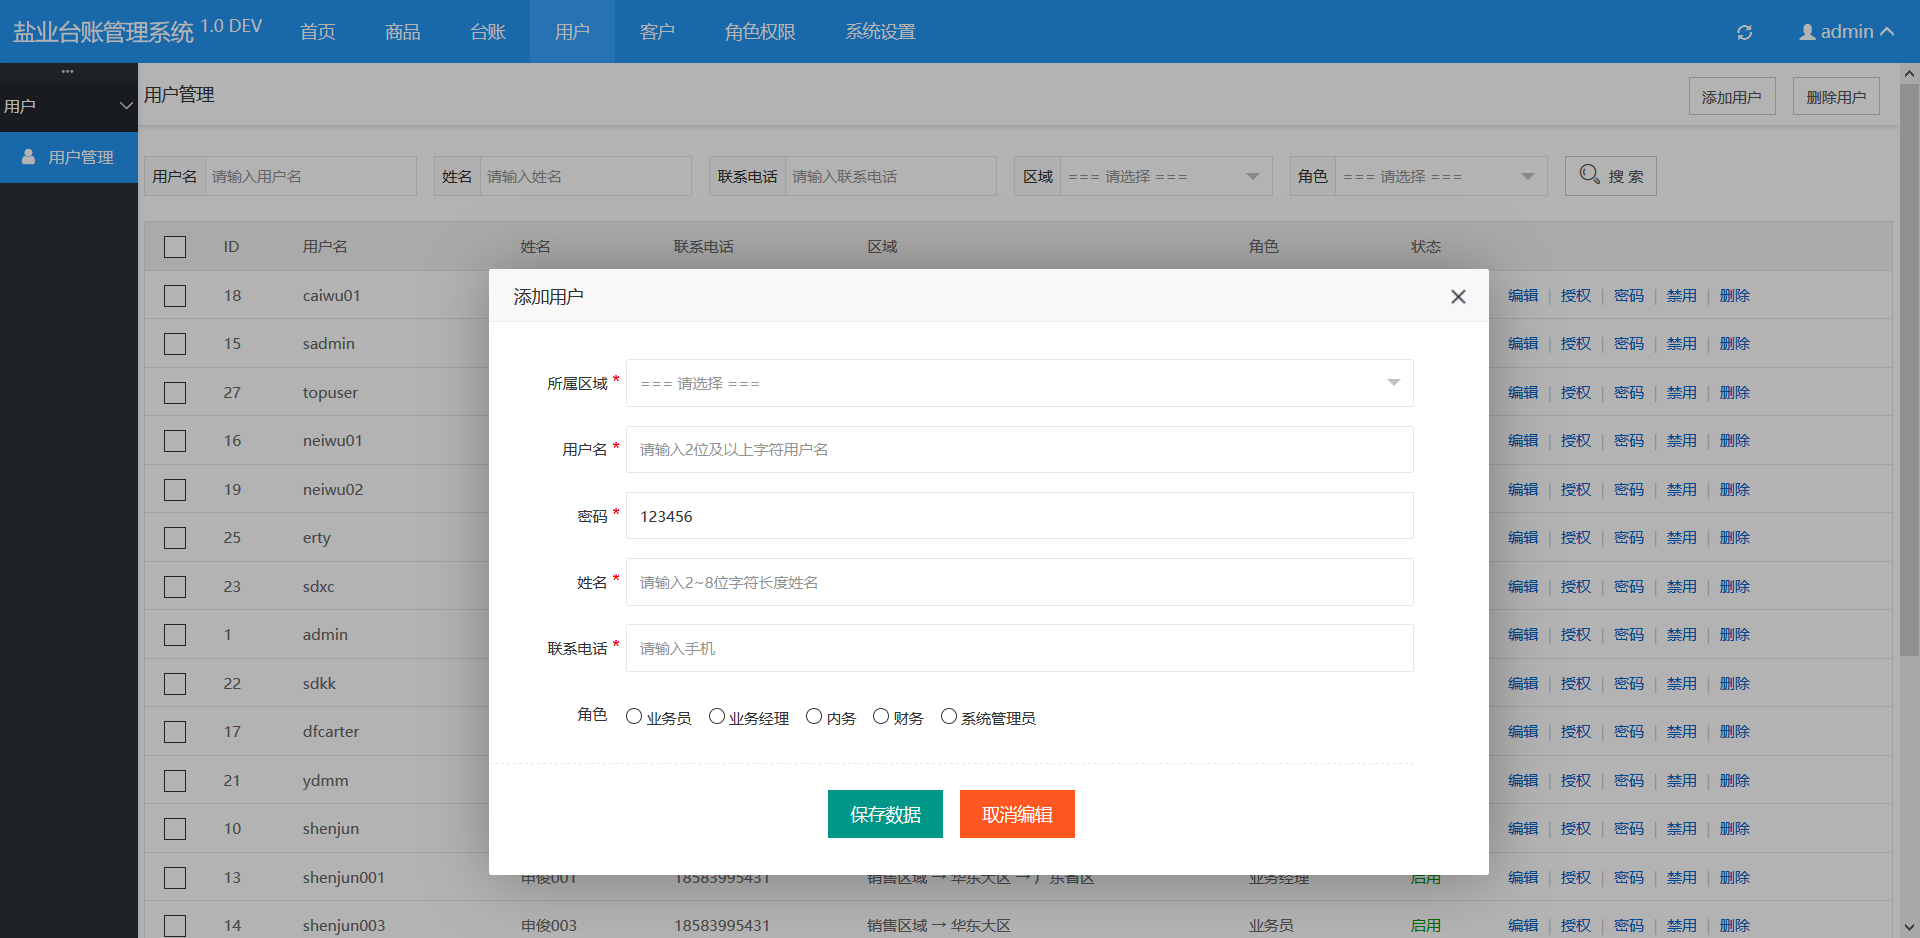 盐业台账管理系统 1.0 DEV 首页 商品 台账 用户 客户 角色权限 系统设置 admin
用户
用户管理
用户管理 添加用户 删除用户
用户名 请输入用户名 姓名 请输入姓名 联系电话 请输入联系电话 区域 === 请选择 === 角色 === 请选择 === 搜 索
ID 用户名 姓名 联系电话 区域 角色 状态
18 caiwu01 编辑 | 授权 | 密码 | 禁用 | 删除
15 sadmin 编辑 | 授权 | 密码 | 禁用 | 删除
27 topuser 编辑 | 授权 | 密码 | 禁用 | 删除
16 neiwu01 编辑 | 授权 | 密码 | 禁用 | 删除
19 neiwu02 编辑 | 授权 | 密码 | 禁用 | 删除
25 erty 编辑 | 授权 | 密码 | 禁用 | 删除
23 sdxc 编辑 | 授权 | 密码 | 禁用 | 删除
1 admin 编辑 | 授权 | 密码 | 禁用 | 删除
22 sdkk 编辑 | 授权 | 密码 | 禁用 | 删除
17 dfcarter 编辑 | 授权 | 密码 | 禁用 | 删除
21 ydmm 编辑 | 授权 | 密码 | 禁用 | 删除
10 shenjun 编辑 | 授权 | 密码 | 禁用 | 删除
13 shenjun001 申俊001 18583995431 销售区域 → 华东大区 → 广东省区 业务经理 启用 编辑 | 授权 | 密码 | 禁用 | 删除
14 shenjun003 申俊003 18583995431 销售区域 → 华东大区 业务员 启用 编辑 | 授权 | 密码 | 禁用 | 删除
添加用户
所属区域 * === 请选择 ===
用户名 * 请输入2位及以上字符用户名
密码 * 123456
姓名 * 请输入2~8位字符长度姓名
联系电话 * 请输入手机
角色 业务员 业务经理 内务 财务 系统管理员
保存数据 取消编辑